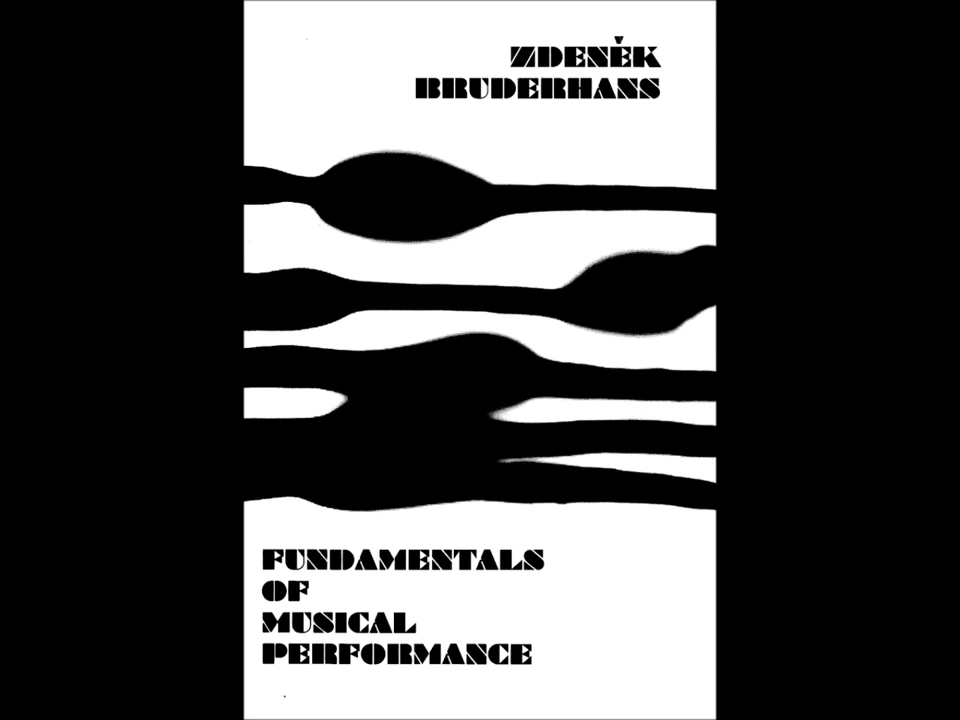 ZDENĚK
BRUDERHANS
FUNDAMENTALS
OF
MUSICAL
PERFORMANCE